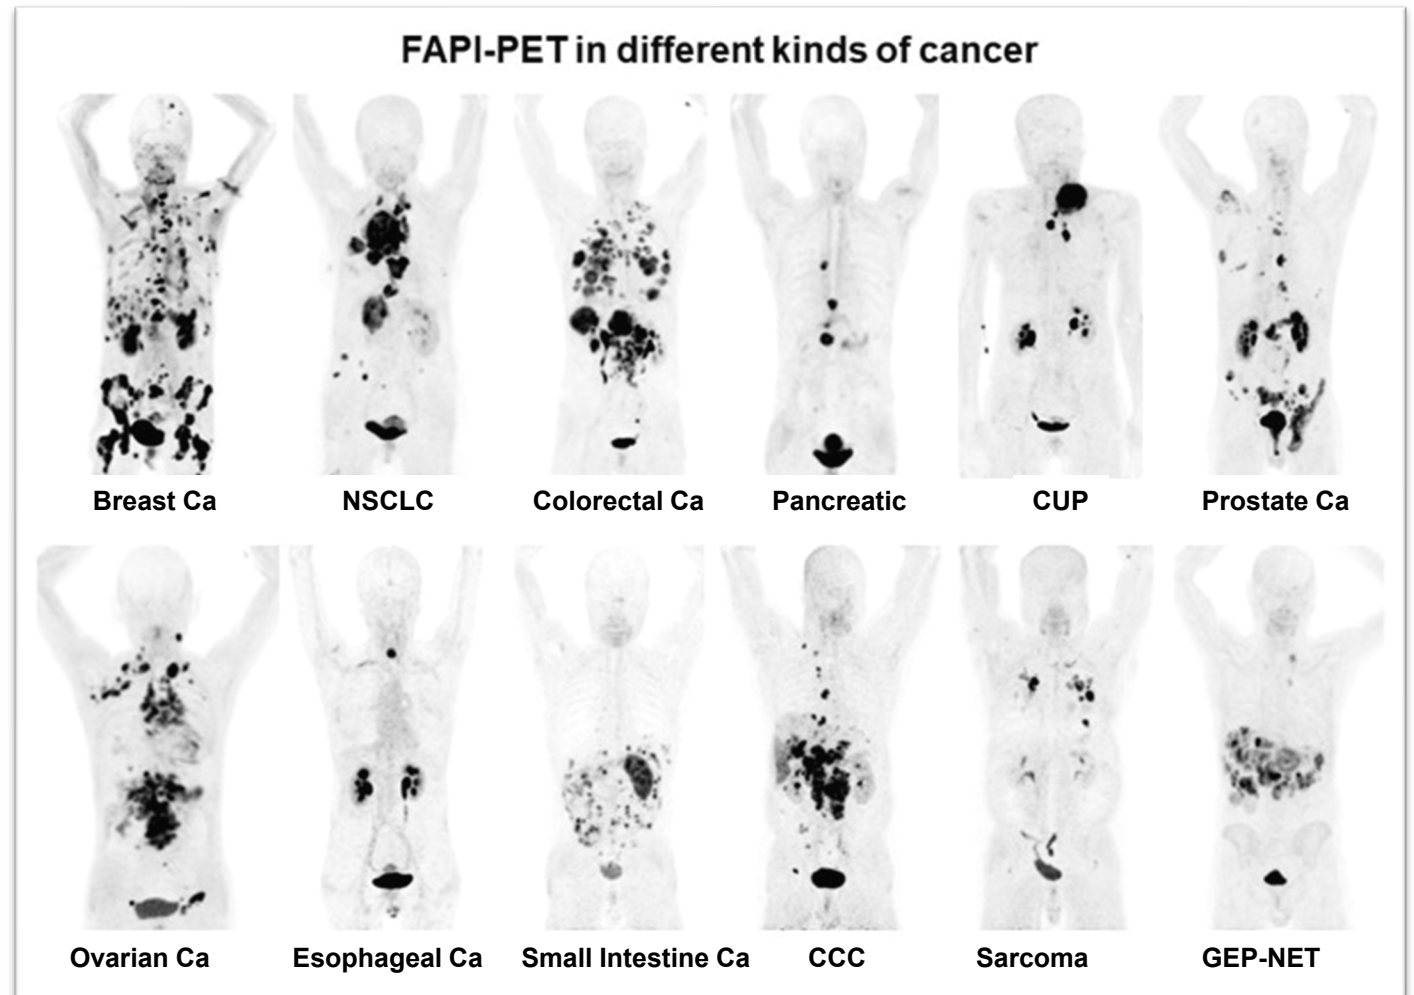 FAPI-PET in different kinds of cancer
Breast Ca
NSCLC
Colorectal Ca
Pancreatic
CUP
Prostate Ca
Ovarian Ca
Esophageal Ca
Small Intestine Ca
CCC
Sarcoma
GEP-NET